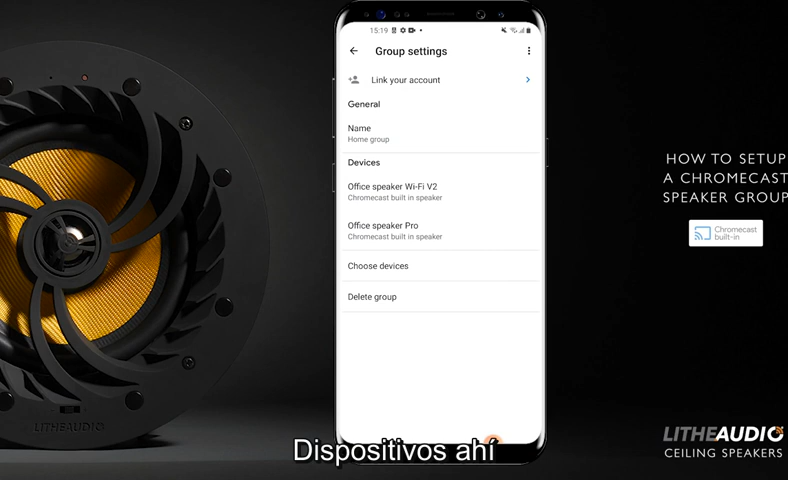 15:19
Group settings
Link your account
General
Name
Home group
Devices
Office speaker Wi-Fi V2
Chromecast built in speaker
Office speaker Pro
Chromecast built in speaker
Choose devices
Delete group
HOW TO SETUP
A CHROMECAST
SPEAKER GROUP
Chromecast
built-in
LITHEAUDIO
LITHEAUDIO
CEILING SPEAKERS
Dispositivos ahí